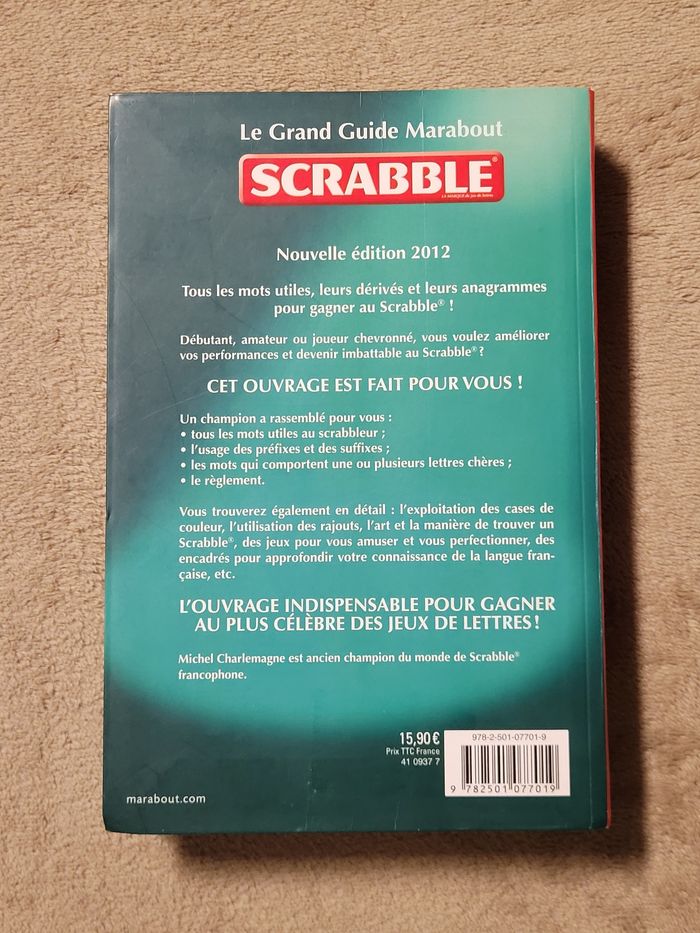 Le Grand Guide Marabout
SCRABBLE®
LA MARQUE du jeu de lettres
Nouvelle édition 2012
Tous les mots utiles, leurs dérivés et leurs anagrammes
pour gagner au Scrabble® !
Débutant, amateur ou joueur chevronné, vous voulez améliorer
vos performances et devenir imbattable au Scrabble® ?
CET OUVRAGE EST FAIT POUR VOUS !
Un champion a rassemblé pour vous :
• tous les mots utiles au scrabbleur ;
• l'usage des préfixes et des suffixes ;
• les mots qui comportent une ou plusieurs lettres chères ;
• le règlement.
Vous trouverez également en détail : l'exploitation des cases de
couleur, l'utilisation des rajouts, l'art et la manière de trouver un
Scrabble®, des jeux pour vous amuser et vous perfectionner, des
encadrés pour approfondir votre connaissance de la langue fran-
çaise, etc.
L'OUVRAGE INDISPENSABLE POUR GAGNER
AU PLUS CÉLÈBRE DES JEUX DE LETTRES !
Michel Charlemagne est ancien champion du monde de Scrabble®
francophone.
15,90 €
Prix TTC France
41 0937 7
978-2-501-07701-9
9 782501 077019
marabout.com